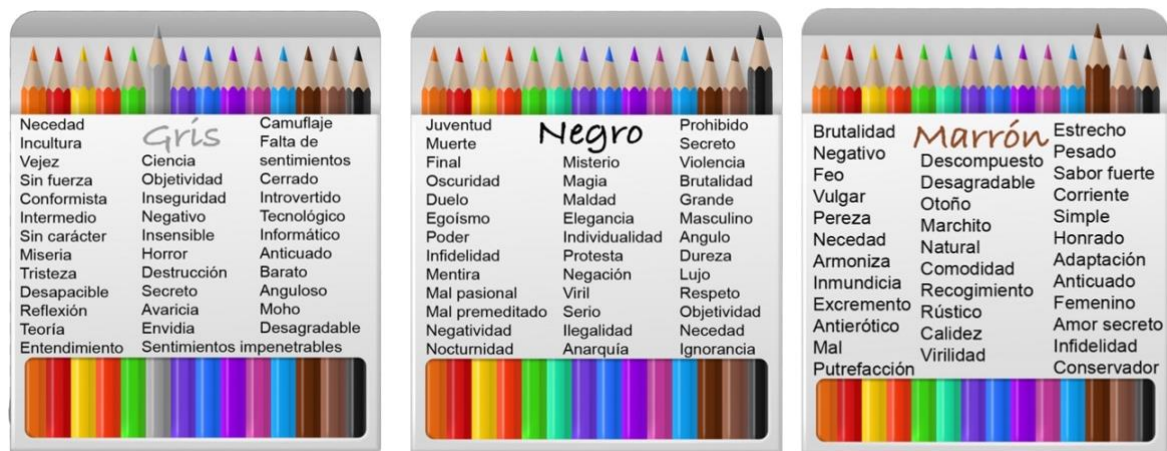 Gris
Necedad
Incultura
Vejez
Sin fuerza
Conformista
Intermedio
Sin carácter
Miseria
Tristeza
Desapacible
Reflexión
Teoría
Entendimiento
Ciencia
Objetividad
Inseguridad
Negativo
Insensible
Horror
Destrucción
Secreto
Avaricia
Envidia
Sentimientos impenetrables
Camuflaje
Falta de
sentimientos
Cerrado
Introvertido
Tecnológico
Informático
Anticuado
Barato
Anguloso
Moho
Desagradable
Negro
Juventud
Muerte
Final
Oscuridad
Duelo
Egoísmo
Poder
Infidelidad
Mentira
Mal pasional
Mal premeditado
Negatividad
Nocturnidad
Misterio
Magia
Maldad
Elegancia
Individualidad
Protesta
Negación
Viril
Serio
Ilegalidad
Anarquía
Prohibido
Secreto
Violencia
Brutalidad
Grande
Masculino
Angulo
Dureza
Lujo
Respeto
Objetividad
Necedad
Ignorancia
Marrón
Brutalidad
Negativo
Feo
Vulgar
Pereza
Necedad
Armoniza
Inmundicia
Excremento
Antierótico
Mal
Putrefacción
Descompuesto
Desagradable
Otoño
Marchito
Natural
Comodidad
Recogimiento
Rústico
Calidez
Virilidad
Estrecho
Pesado
Sabor fuerte
Corriente
Simple
Honrado
Adaptación
Anticuado
Femenino
Amor secreto
Infidelidad
Conservador